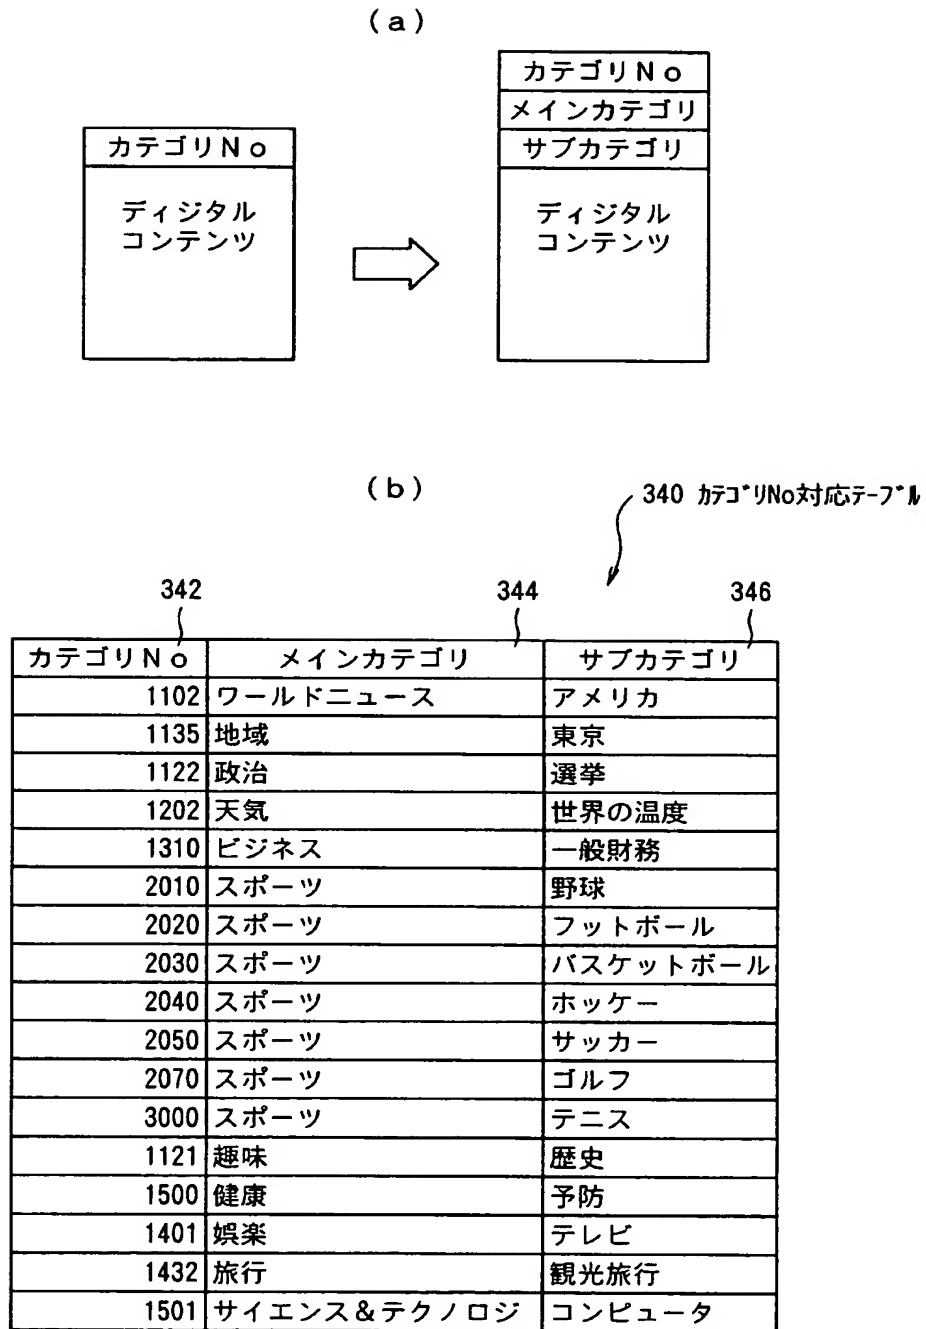 (a)
カテゴリNo
ディジタル
コンテンツ
カテゴリNo
メインカテゴリ
サブカテゴリ
ディジタル
コンテンツ
(b)
340 ｶﾃｺﾞﾘNo対応ﾃｰﾌﾞﾙ
342 344 346
カテゴリNo メインカテゴリ サブカテゴリ
1102 ワールドニュース アメリカ
1135 地域 東京
1122 政治 選挙
1202 天気 世界の温度
1310 ビジネス 一般財務
2010 スポーツ 野球
2020 スポーツ フットボール
2030 スポーツ バスケットボール
2040 スポーツ ホッケー
2050 スポーツ サッカー
2070 スポーツ ゴルフ
3000 スポーツ テニス
1121 趣味 歴史
1500 健康 予防
1401 娯楽 テレビ
1432 旅行 観光旅行
1501 サイエンス&テクノロジ コンピュータ